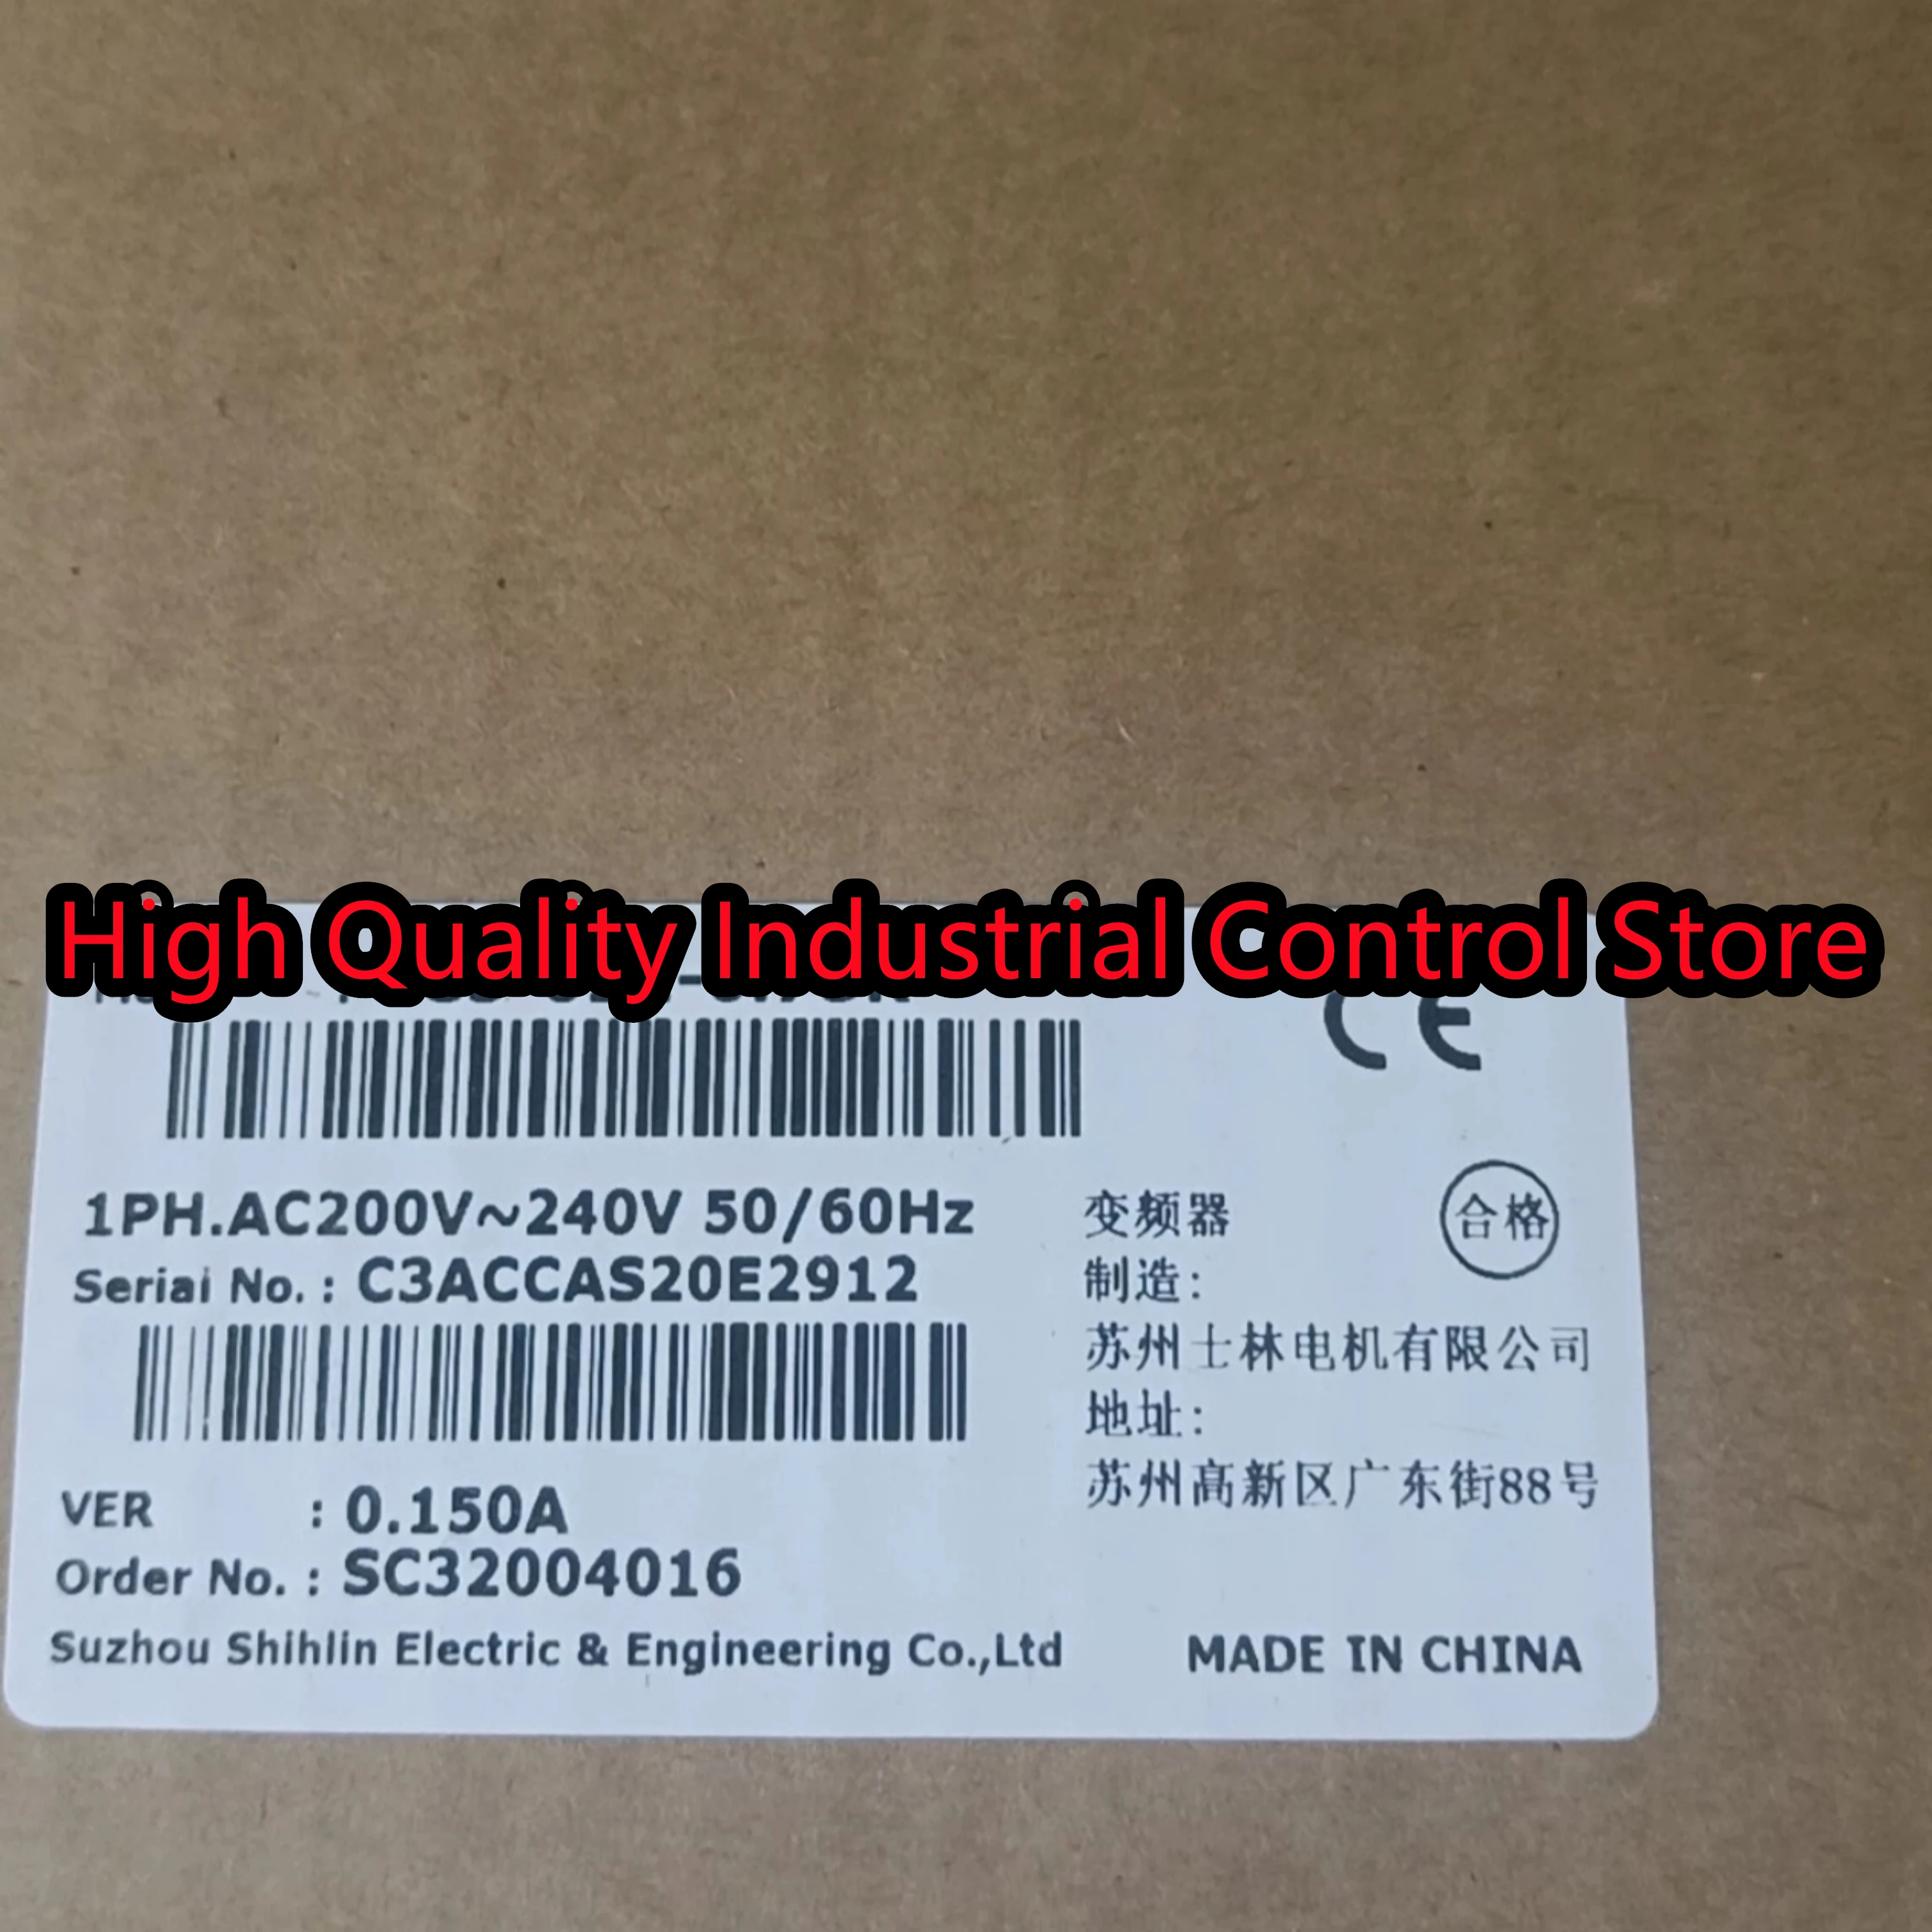 High Quality Industrial Control Store
CE
1PH.AC200V~240V 50/60Hz
Seriai No. : C3ACCAS20E2912
变频器
合格
制造:
苏州士林电机有限公司
地址:
苏州高新区广东街88号
VER : 0.150A
Order No. : SC32004016
Suzhou Shihlin Electric & Engineering Co.,Ltd
MADE IN CHINA